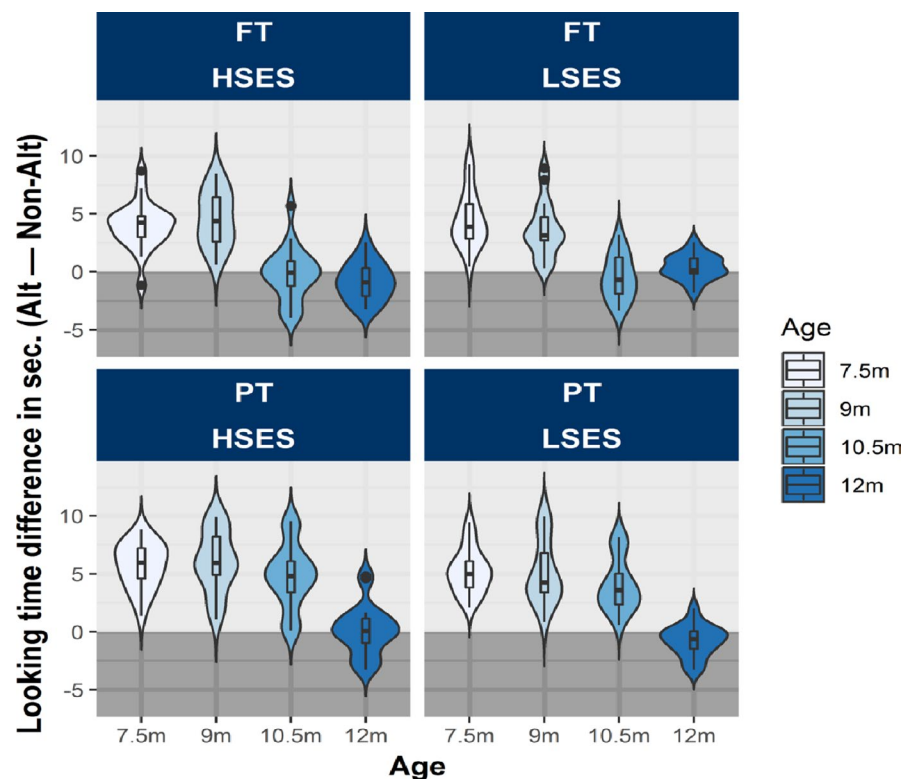 FT
HSES
FT
LSES
Looking time difference in sec. (Alt — Non-Alt)
10
5
0
-5
PT
HSES
PT
LSES
10
5
0
-5
7.5m
9m
10.5m
12m
7.5m
9m
10.5m
12m
Age
Age
7.5m
9m
10.5m
12m